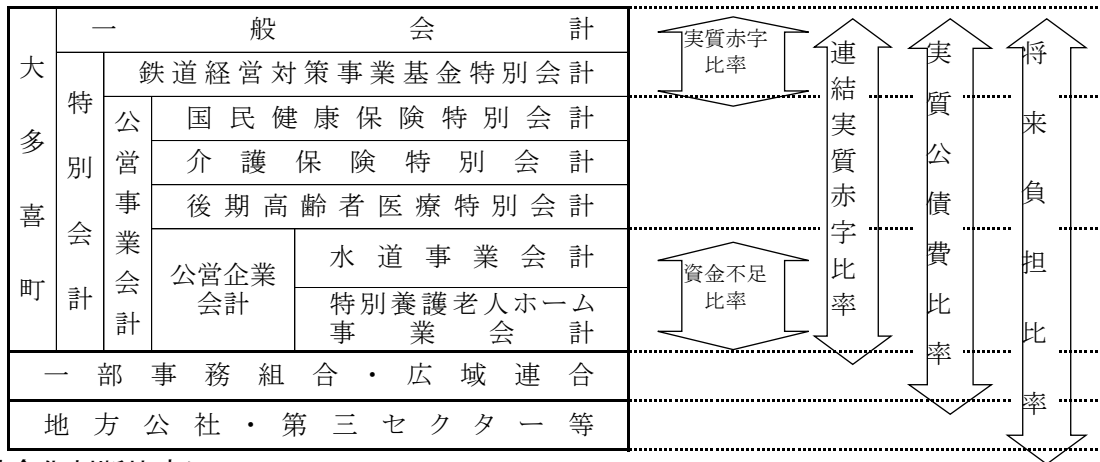 大多喜町
一般会計
特別会計
鉄道経営対策事業基金特別会計
公営事業会計
国民健康保険特別会計
介護保険特別会計
後期高齢者医療特別会計
公営企業
会計
水道事業会計
特別養護老人ホーム
事業会計
一部事務組合・広域連合
地方公社・第三セクター等
実質赤字
比率
資金不足
比率
連結実質赤字比率
実質公債費比率
将来負担比率